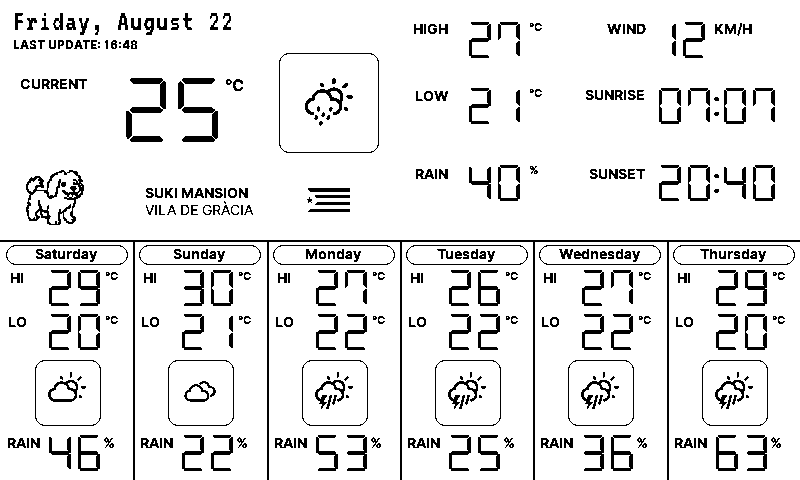 Friday, August 22
LAST UPDATE: 16:48
CURRENT 25 °C
HIGH 27 °C
LOW 21 °C
RAIN 40 %
WIND 12 KM/H
SUNRISE 07:07
SUNSET 20:40
SUKI MANSION
VILA DE GRÀCIA
Saturday
HI 29 °C
LO 20 °C
RAIN 46 %
Sunday
HI 30 °C
LO 21 °C
RAIN 22 %
Monday
HI 27 °C
LO 22 °C
RAIN 53 %
Tuesday
HI 26 °C
LO 22 °C
RAIN 25 %
Wednesday
HI 27 °C
LO 22 °C
RAIN 36 %
Thursday
HI 29 °C
LO 20 °C
RAIN 63 %